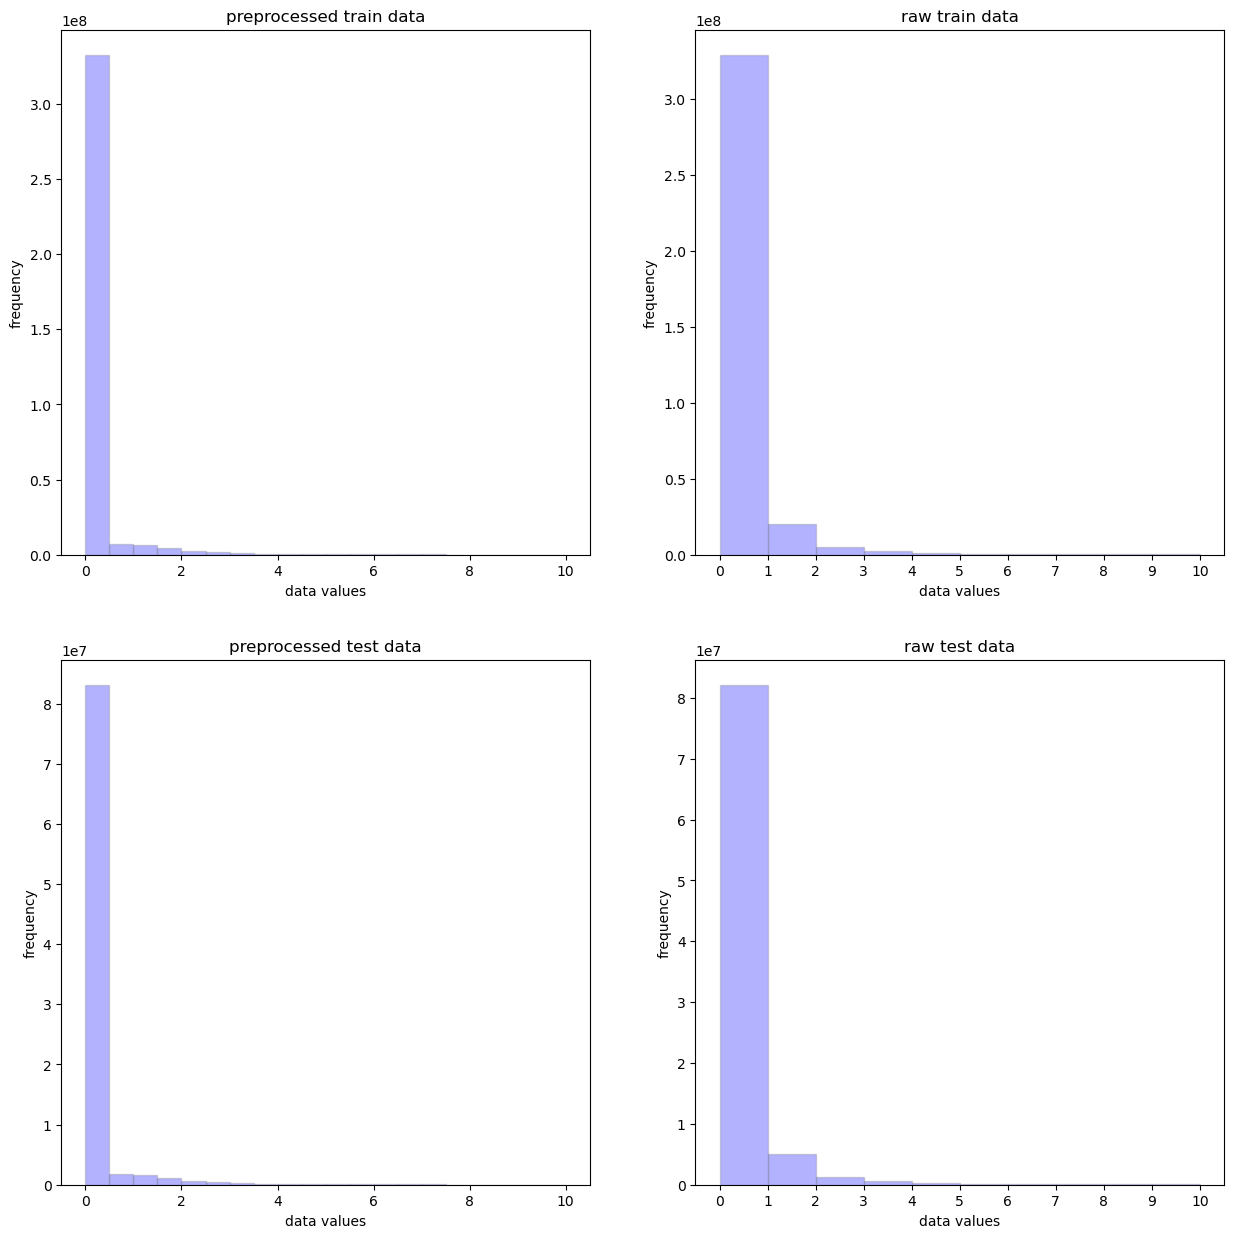 preprocessed train data
1e8
3.0
2.5
2.0
1.5
1.0
0.5
0.0
frequency
0 2 4 6 8 10
data values
raw train data
1e8
3.0
2.5
2.0
1.5
1.0
0.5
0.0
frequency
0 1 2 3 4 5 6 7 8 9 10
data values
preprocessed test data
1e7
8
7
6
5
4
3
2
1
0
frequency
0 2 4 6 8 10
data values
raw test data
1e7
8
7
6
5
4
3
2
1
0
frequency
0 1 2 3 4 5 6 7 8 9 10
data values